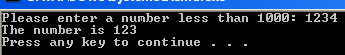 Please enter a number less than 1000: 1234
The number is 123
Press any key to continue . . .